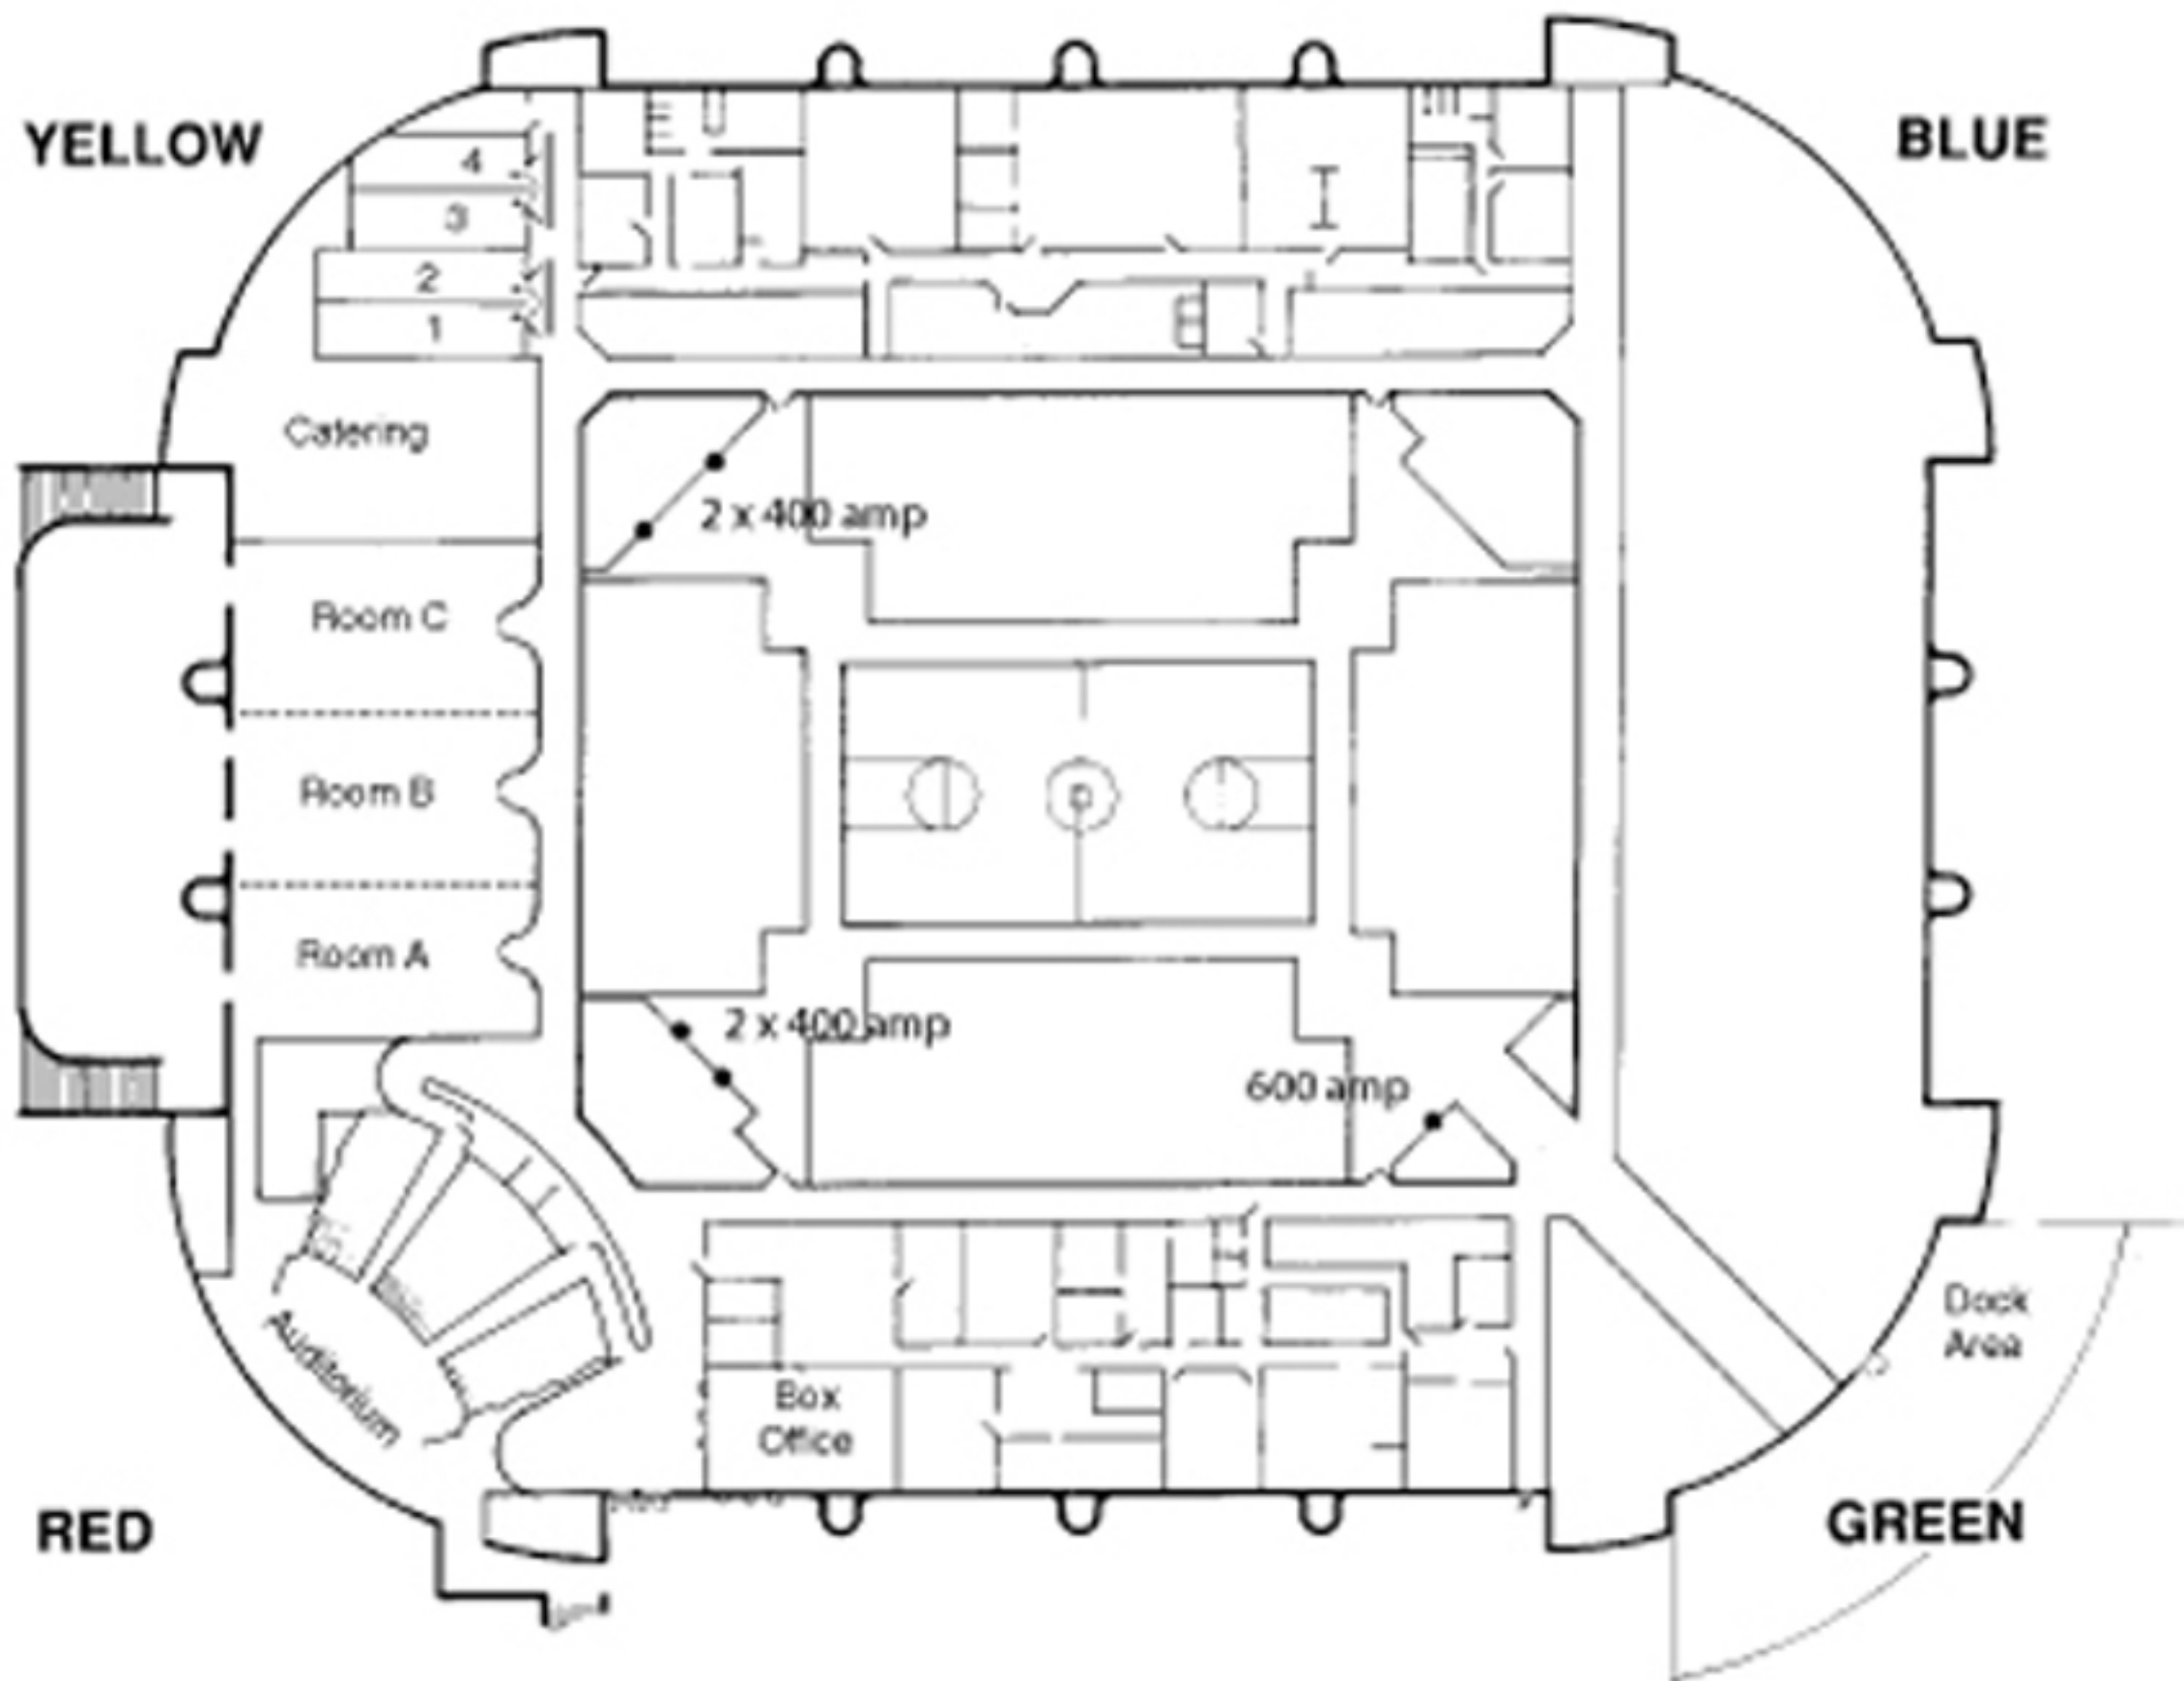 YELLOW
BLUE
4
3
2
1
Catering
2 x 400 amp
Room C
Room B
Room A
2 x 400 amp
600 amp
Dock
Area
Auditorium
Box
Office
RED
GREEN